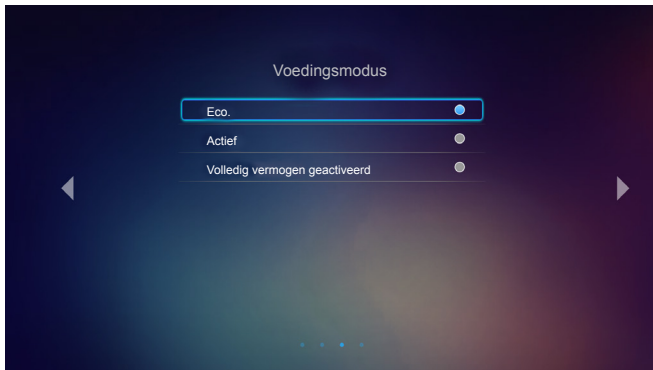 Voedingsmodus
Eco.
Actief
Volledig vermogen geactiveerd